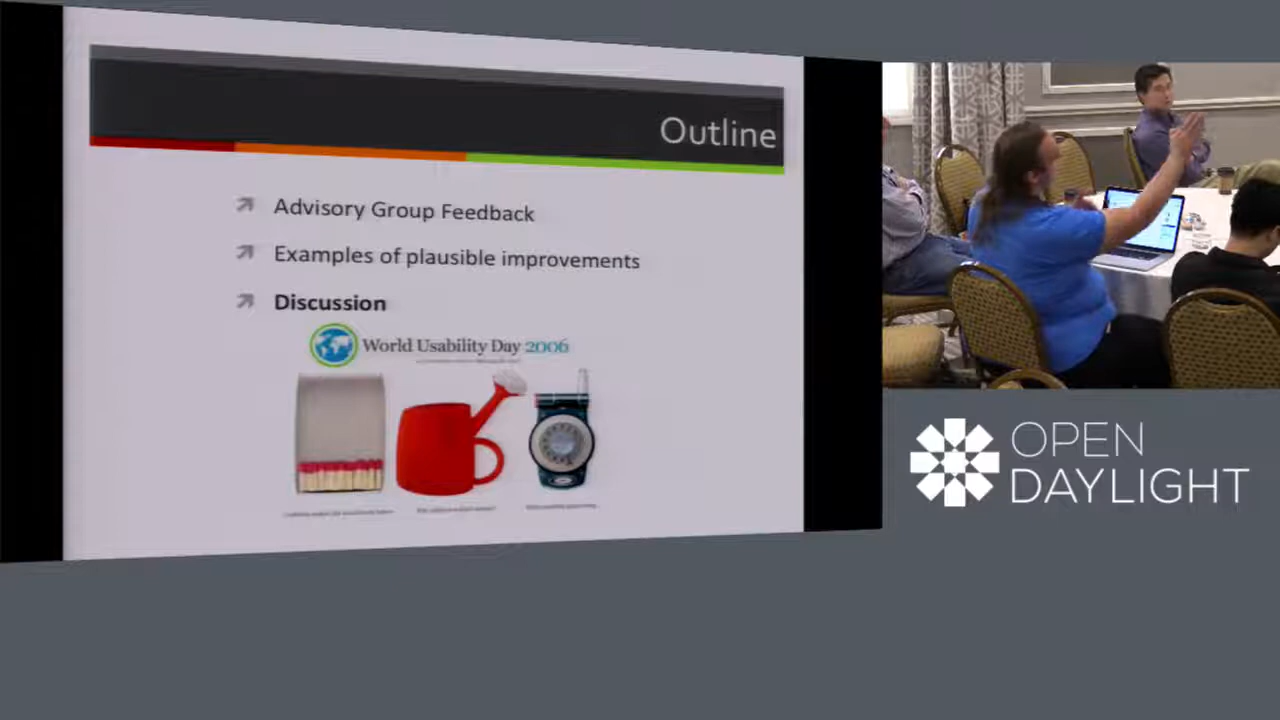 Outline
Advisory Group Feedback
Examples of plausible improvements
Discussion
World Usability Day 2006
OPEN
DAYLIGHT